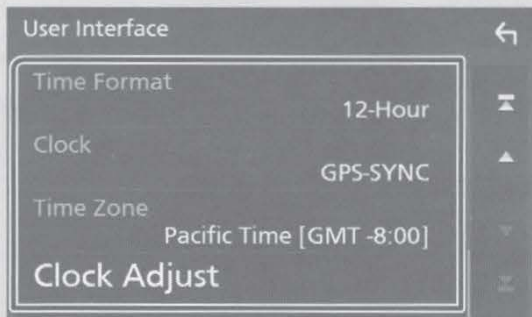 User Interface
Time Format
12-Hour
Clock
GPS-SYNC
Time Zone
Pacific Time [GMT -8:00]
Clock Adjust